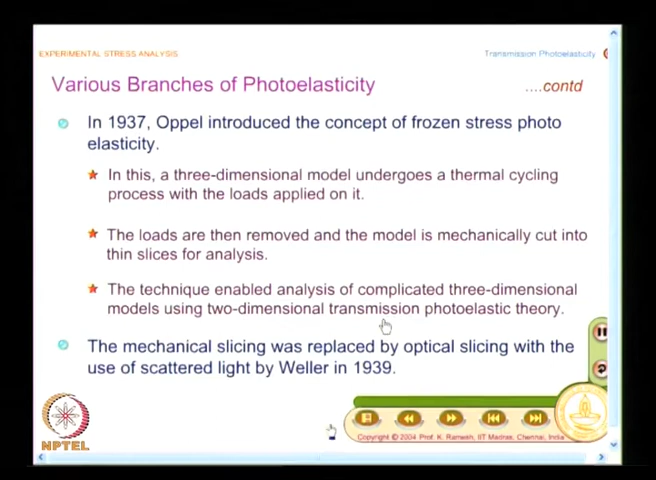 EXPERIMENTAL STRESS ANALYSIS
Transmission Photoelasticity
Various Branches of Photoelasticity
....contd
In 1937, Oppel introduced the concept of frozen stress photo
elasticity.
In this, a three-dimensional model undergoes a thermal cycling
process with the loads applied on it.
The loads are then removed and the model is mechanically cut into
thin slices for analysis.
The technique enabled analysis of complicated three-dimensional
models using two-dimensional transmission photoelastic theory.
The mechanical slicing was replaced by optical slicing with the
use of scattered light by Weller in 1939.
NPTEL
Copyright © 2004 Prof. K. Ramesh, IIT Madras, Chennai, India